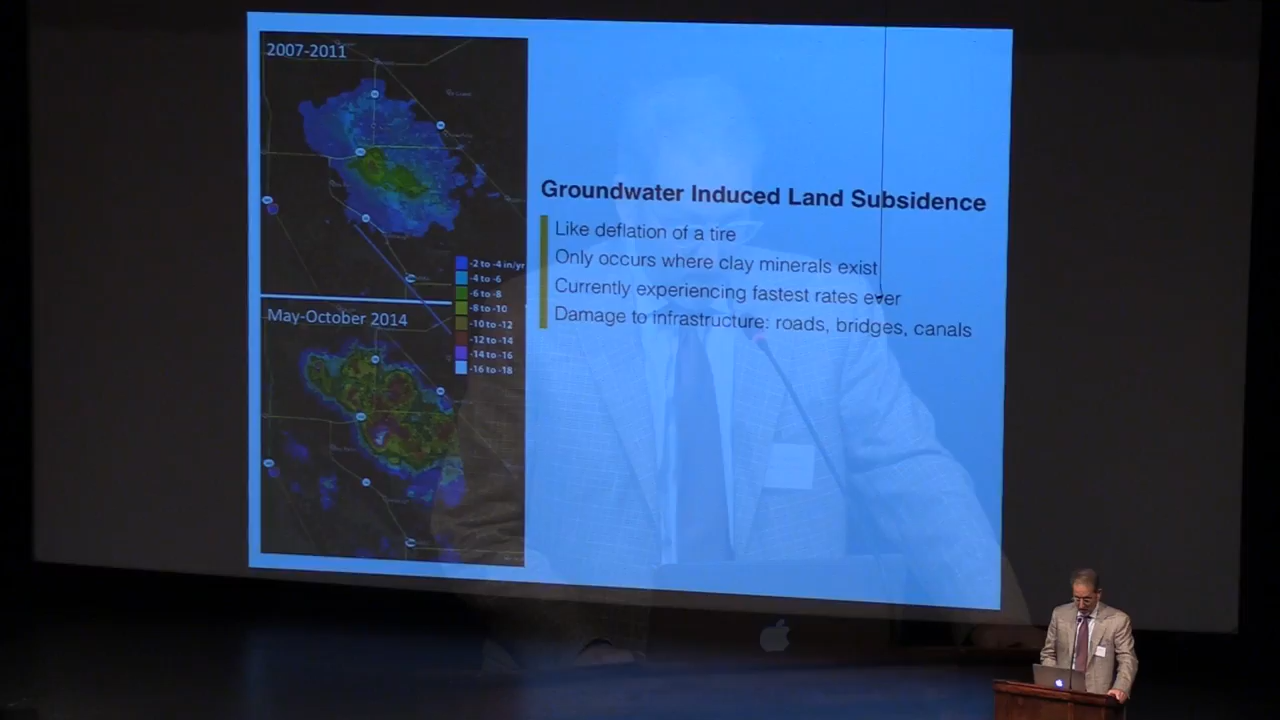 2007-2011
Groundwater Induced Land Subsidence
Like deflation of a tire
Only occurs where clay minerals exist
Currently experiencing fastest rates ever
Damage to infrastructure: roads, bridges, canals
-2 to -4 in/yr
-4 to -6
-6 to -8
-8 to -10
-10 to -12
-12 to -14
-14 to -16
-16 to -18
May-October 2014